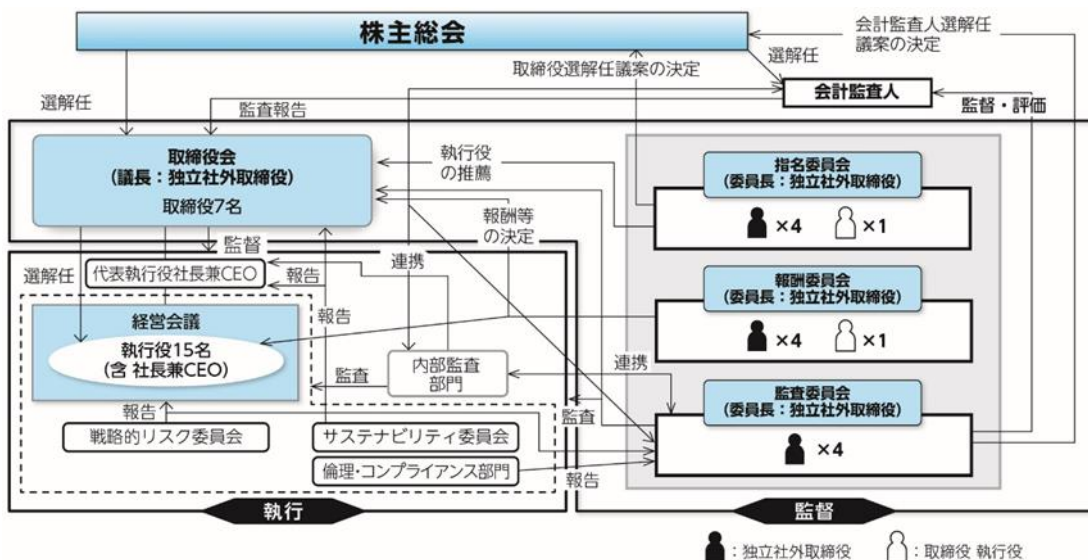 株主総会
会計監査人選解任
議案の決定
選解任
取締役選解任議案の決定
会計監査人
選解任
監査報告
監督・評価
取締役会
(議長:独立社外取締役)
取締役7名
執行役
の推薦
指名委員会
(委員長:独立社外取締役)
×4
×1
報酬等
の決定
監督
選解任
代表執行役社長兼CEO
報告
連携
報酬委員会
(委員長:独立社外取締役)
×4
×1
経営会議
執行役15名
(含 社長兼CEO)
報告
監査
内部監査
部門
連携
監査委員会
(委員長:独立社外取締役)
×4
報告
監査
戦略的リスク委員会
サステナビリティ委員会
倫理・コンプライアンス部門
報告
執行
監督
:独立社外取締役
:取締役 執行役